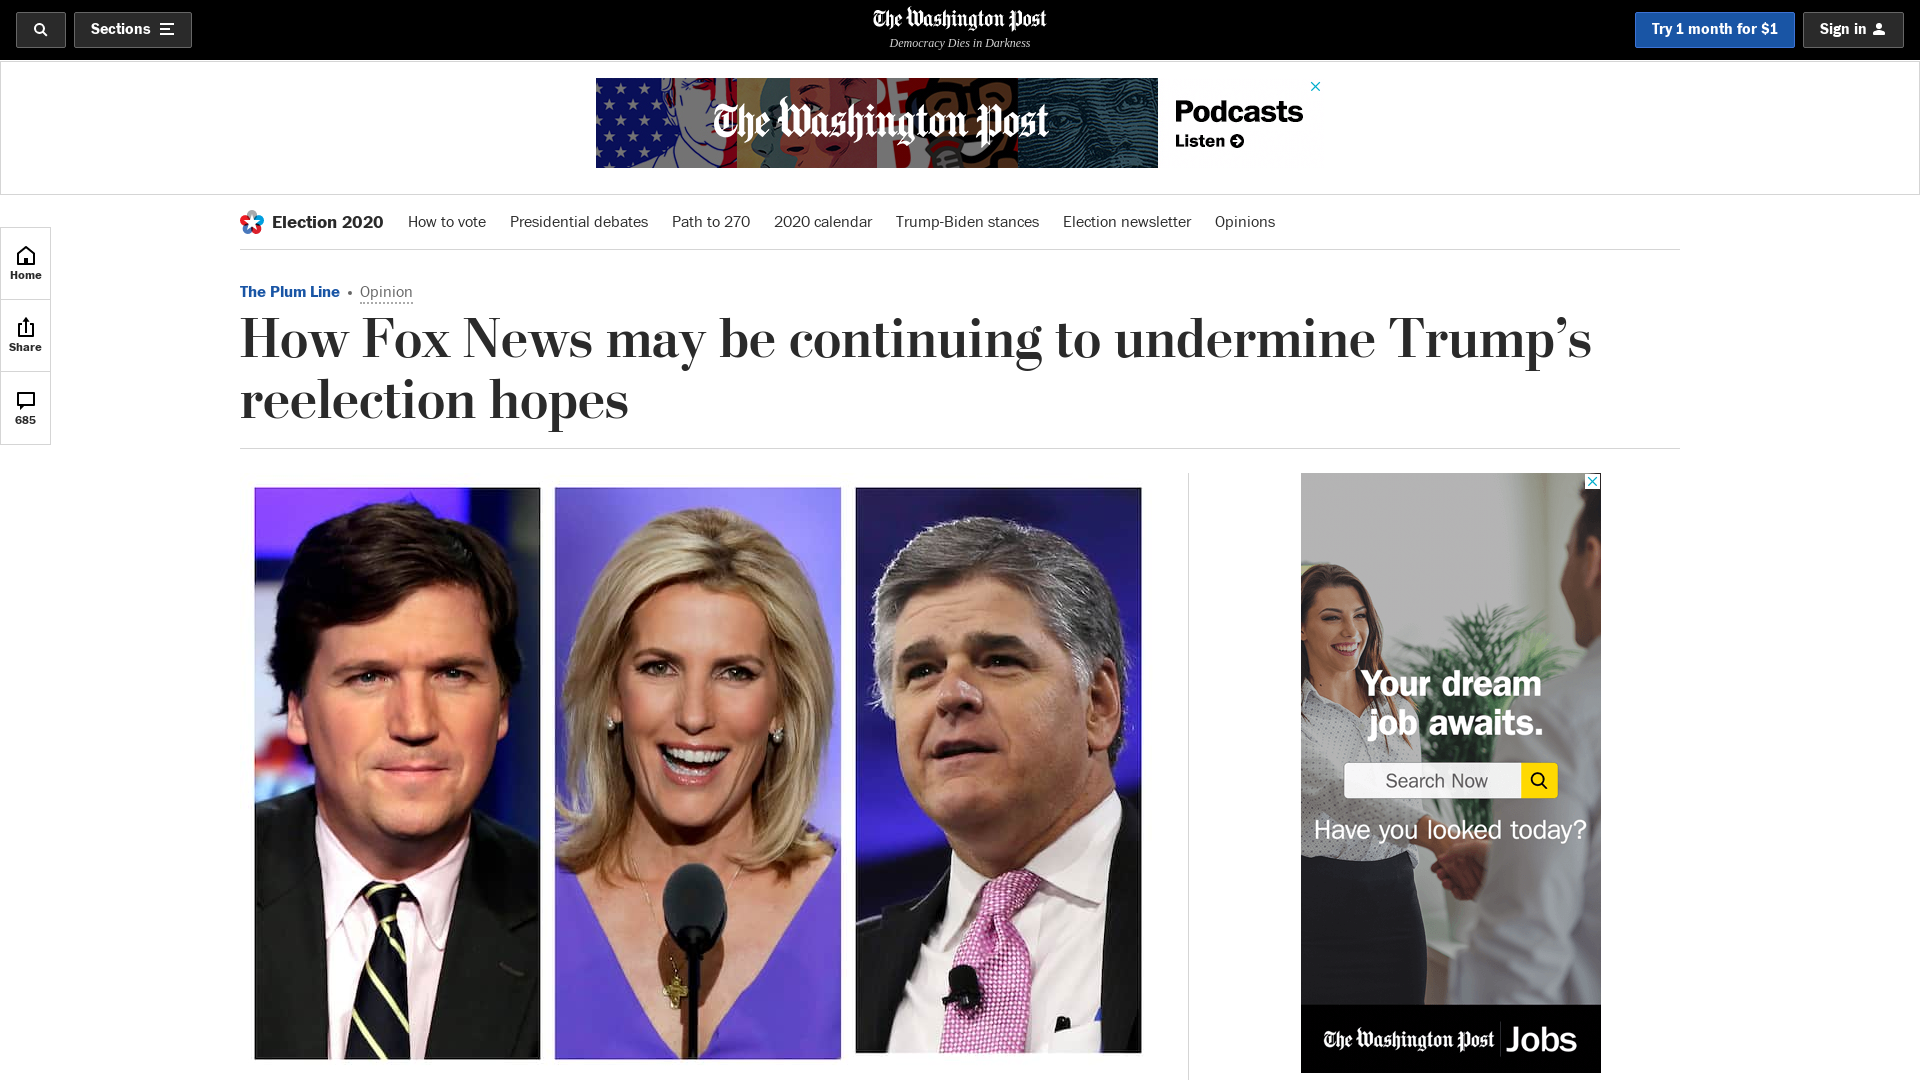 Sections
The Washington Post
Democracy Dies in Darkness
Try 1 month for $1
Sign in
The Washington Post
Podcasts
Listen
Election 2020
How to vote
Presidential debates
Path to 270
2020 calendar
Trump-Biden stances
Election newsletter
Opinions
Home
Share
685
The Plum Line • Opinion
How Fox News may be continuing to undermine Trump’s
reelection hopes
Your dream
job awaits.
Search Now
Have you looked today?
The Washington Post Jobs